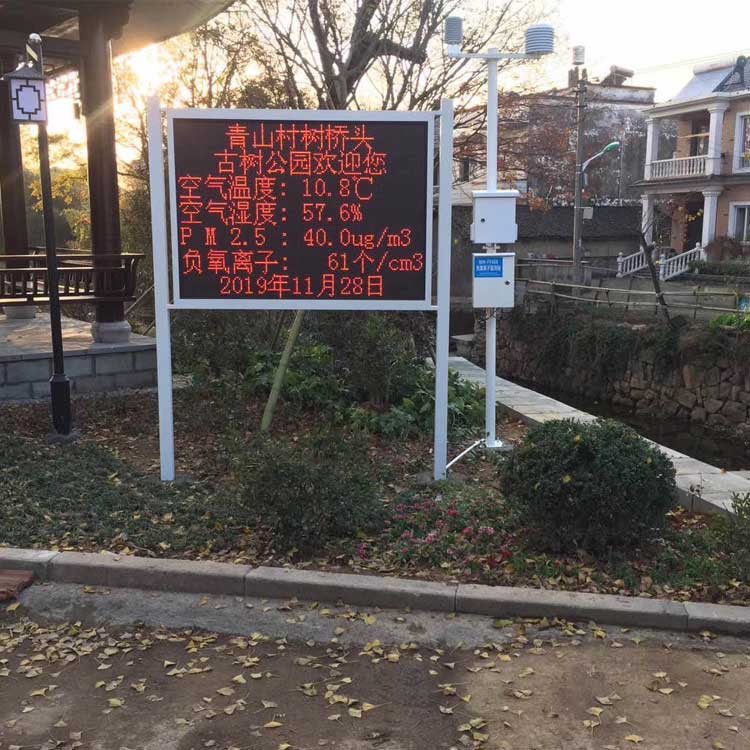 青山村树桥头
古树公园欢迎您
空气温度: 10.8℃
空气湿度: 57.6%
PM2.5: 40.0ug/m3
负氧离子: 61个/cm3
2019年11月28日